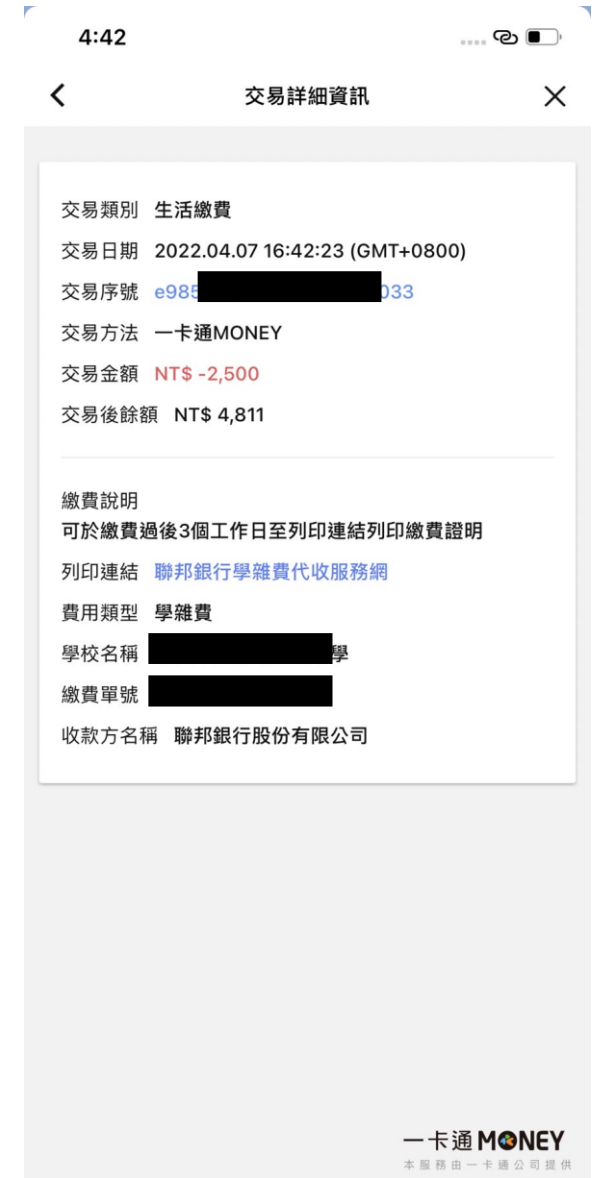 4:42
交易詳細資訊
交易類別 生活繳費
交易日期 2022.04.07 16:42:23 (GMT+0800)
交易序號 e985 033
交易方法 一卡通MONEY
交易金額 NT$ -2,500
交易後餘額 NT$ 4,811
繳費說明
可於繳費過後3個工作日至列印連結列印繳費證明
列印連結 聯邦銀行學雜費代收服務網
費用類型 學雜費
學校名稱 學
繳費單號
收款方名稱 聯邦銀行股份有限公司
一卡通MONEY
本服務由一卡通公司提供